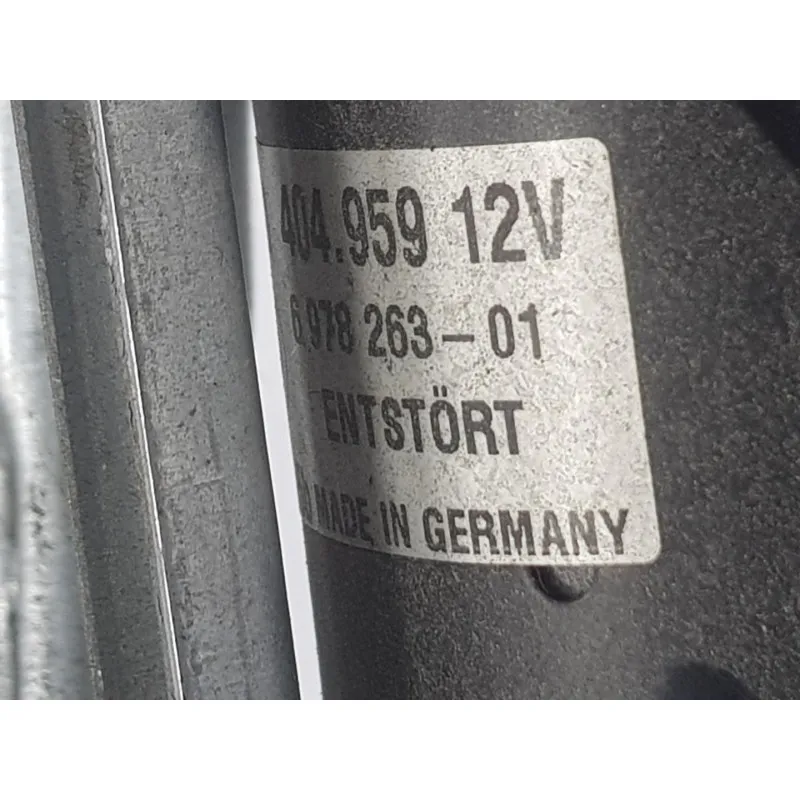 404.959 12V
6 978 263-01
ENTSTÖRT
MADE IN GERMANY